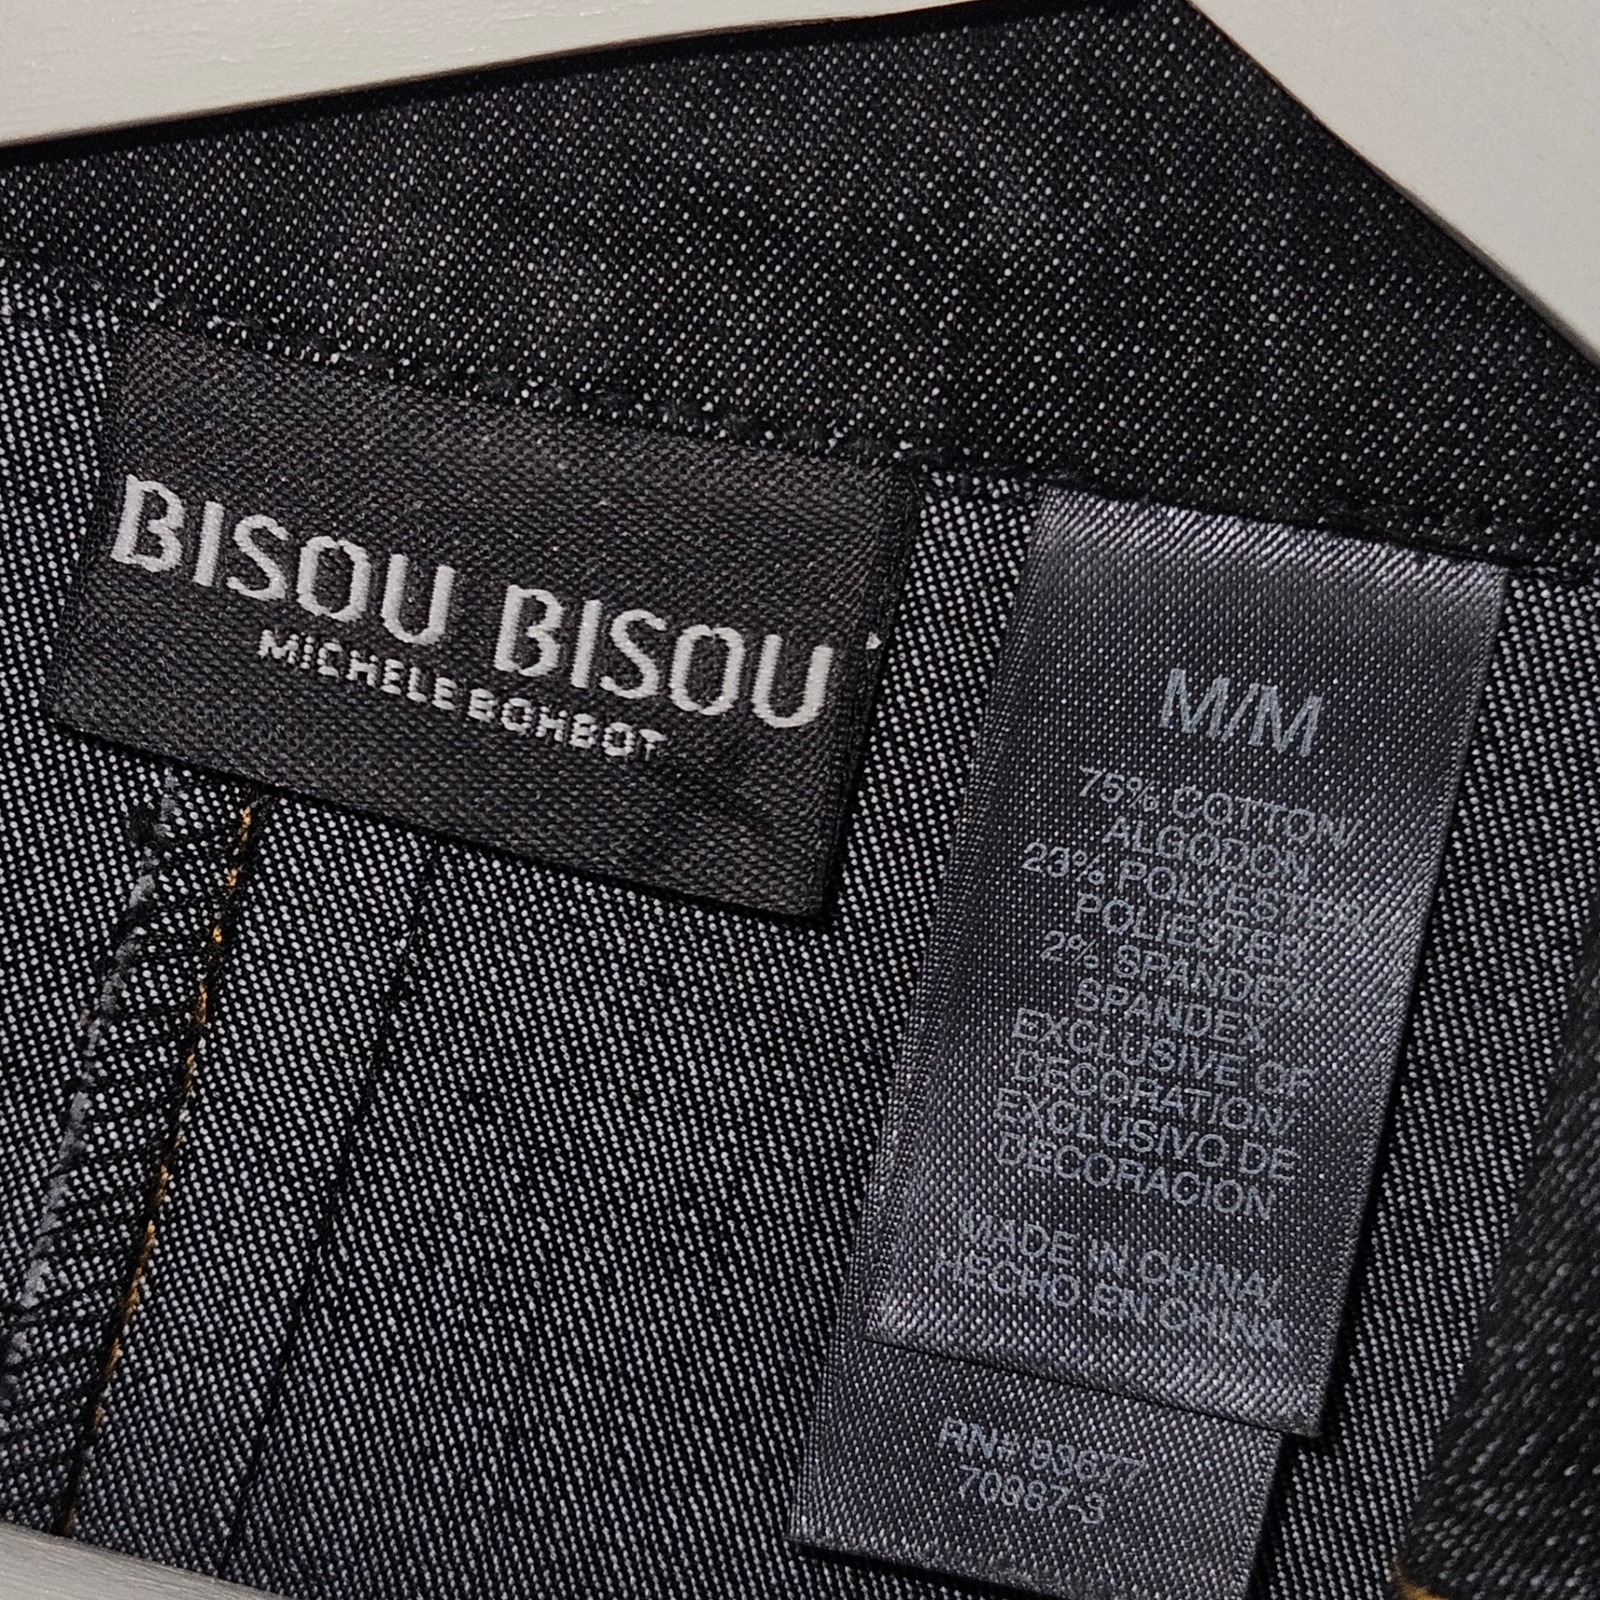 BISOU BISOU
MICHELE BOHBOT
M/M
75% COTTON/
ALGODON
23% POLYESTER/
POLIESTER
2% SPANDEX/
SPANDEX
EXCLUSIVE OF
DECORATION/
EXCLUSIVO DE
DECORACION
MADE IN CHINA/
HECHO EN CHINA
RN# 93677
70367-3